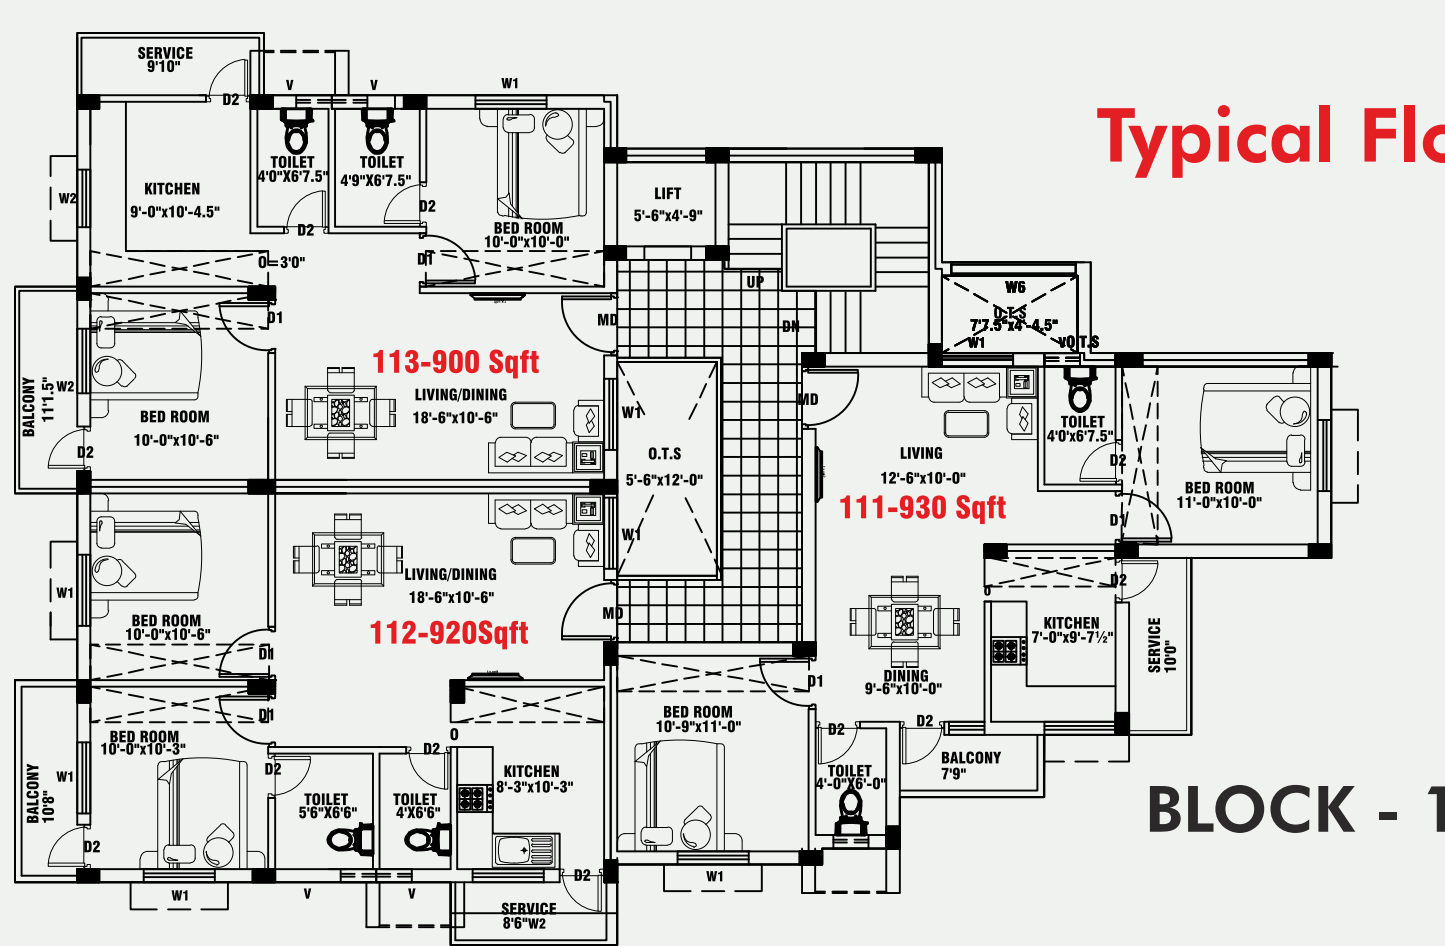 Typical Flo
SERVICE
9'10"
D2
V
V
W1
TOILET
4'0"X6'7.5"
TOILET
4'9"X6'7.5"
W2
KITCHEN
9'-0"x10'-4.5"
D2
D2
BED ROOM
10'-0"x10'-0"
LIFT
5'-6"x4'-9"
O=3'0"
D1
UP
W6
O.T.S
7'7.5"x4'-4.5"
W1
vO.T.S
D1
MD
DN
113-900 Sqft
BALCONY
11'1.5"
W2
LIVING/DINING
18'-6"x10'-6"
BED ROOM
10'-0"x10'-6"
W1
MD
D2
O.T.S
5'-6"x12'-0"
LIVING
12'-6"x10'-0"
TOILET
4'0x6'7.5"
D2
BED ROOM
11'-0"x10'-0"
111-930 Sqft
D1
W1
LIVING/DINING
18'-6"x10'-6"
W1
MD
D2
O
112-920Sqft
BED ROOM
10'-0"x10'-6"
D1
KITCHEN
7'-0"x9'-7½"
SERVICE
10'0"
DINING
9'-6"x10'-0"
D1
D1
BED ROOM
10'-9"x11'-0"
D2
D2
BED ROOM
10'-0"x10'-3"
O
D2
D2
BALCONY
7'9"
BALCONY
10'8"
W1
KITCHEN
8'-3"x10'-3"
TOILET
4'-0"X6'-0"
TOILET
5'6"X6'6"
TOILET
4'X6'6"
BLOCK - 1
D2
D2
W1
W1
V
V
SERVICE
8'6"W2